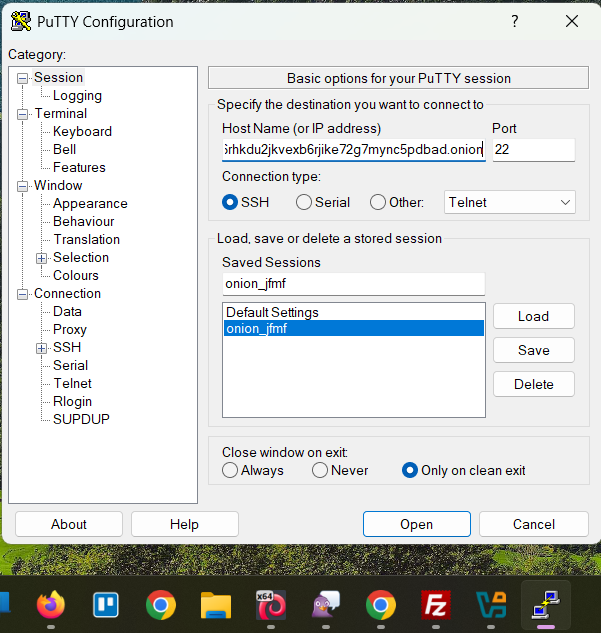 PuTTY Configuration
Category:
Session
Logging
Terminal
Keyboard
Bell
Features
Window
Appearance
Behaviour
Translation
Selection
Colours
Connection
Data
Proxy
SSH
Serial
Telnet
Rlogin
SUPDUP
Basic options for your PuTTY session
Specify the destination you want to connect to
Host Name (or IP address) Port
rhkdu2jkvexb6rjike72g7mync5pdbad.onion 22
Connection type:
SSH Serial Other: Telnet
Load, save or delete a stored session
Saved Sessions
onion_jfmf
Default Settings
onion_jfmf
Load
Save
Delete
Close window on exit:
Always Never Only on clean exit
About Help Open Cancel
x64